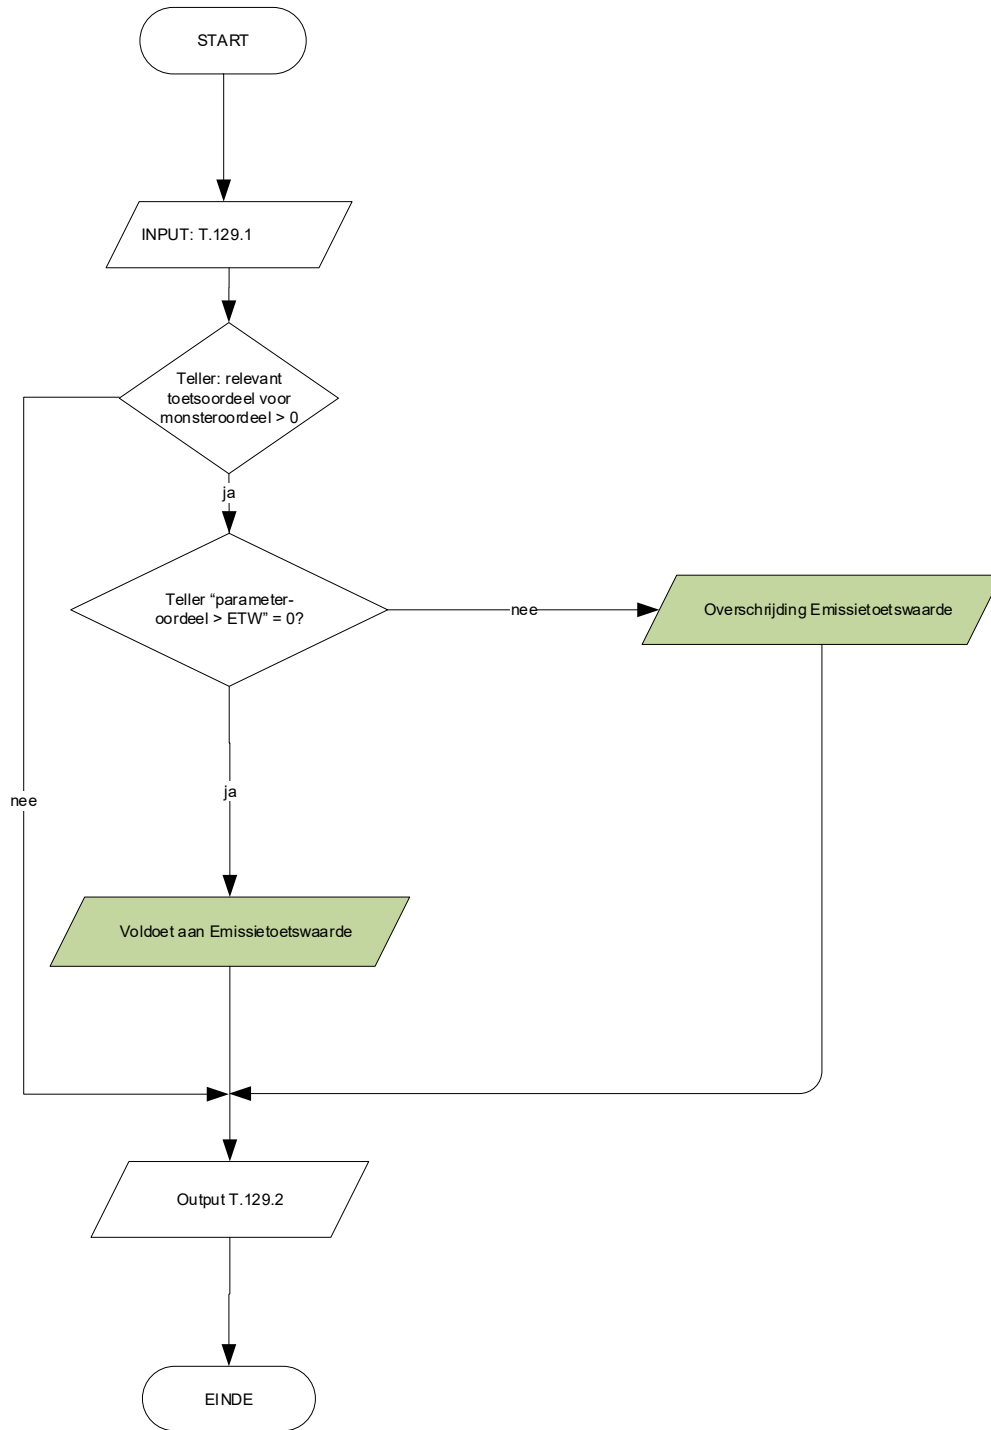 START
INPUT: T.129.1
Teller: relevant
toetsoordeel voor
monsteroordeel > 0
ja
Teller “parameter-
oordeel > ETW” = 0?
nee
Overschrijding Emissietoetswaarde
ja
nee
Voldoet aan Emissietoetswaarde
Output T.129.2
EINDE